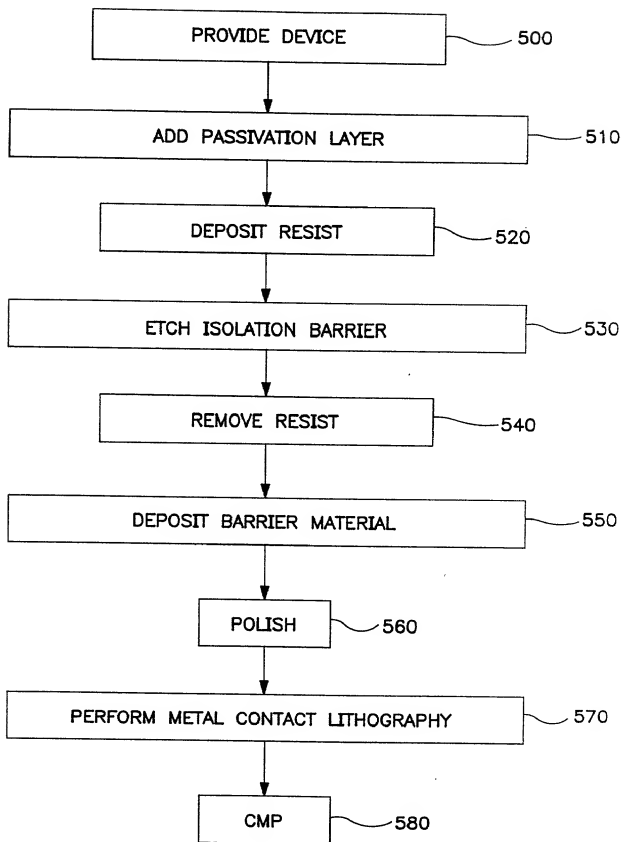 PROVIDE DEVICE 500
ADD PASSIVATION LAYER 510
DEPOSIT RESIST 520
ETCH ISOLATION BARRIER 530
REMOVE RESIST 540
DEPOSIT BARRIER MATERIAL 550
POLISH 560
PERFORM METAL CONTACT LITHOGRAPHY 570
CMP 580